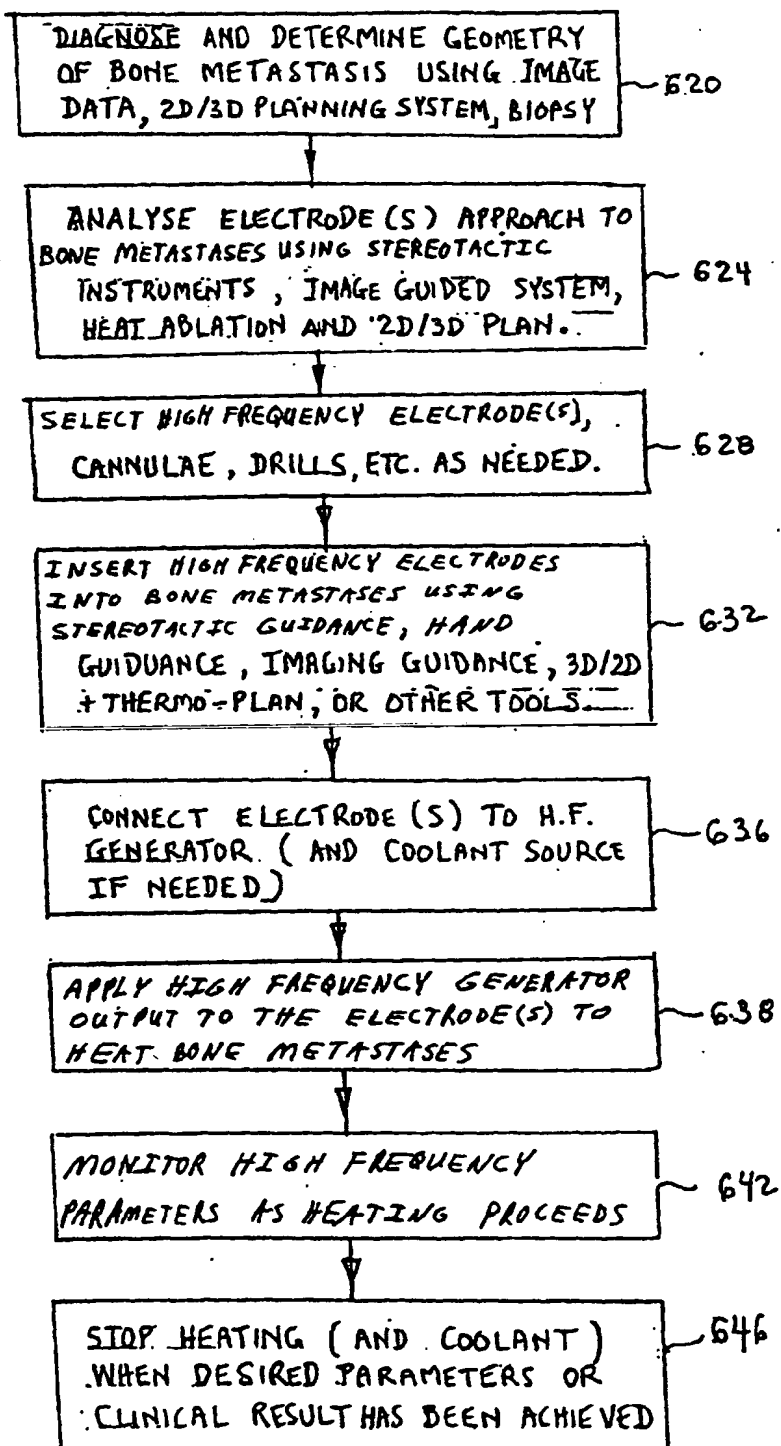 DIAGNOSE AND DETERMINE GEOMETRY
OF BONE METASTASIS USING IMAGE
DATA, 2D/3D PLANNING SYSTEM, BIOPSY
620
ANALYSE ELECTRODE(S) APPROACH TO
BONE METASTASES USING STEREOTACTIC
INSTRUMENTS, IMAGE GUIDED SYSTEM,
HEAT ABLATION AND 2D/3D PLAN.
624
SELECT HIGH FREQUENCY ELECTRODE(S),
CANNULAE, DRILLS, ETC. AS NEEDED.
628
INSERT HIGH FREQUENCY ELECTRODES
INTO BONE METASTASES USING
STEREOTACTIC GUIDANCE, HAND
GUIDUANCE, IMAGING GUIDANCE, 3D/2D
+ THERMO-PLAN, OR OTHER TOOLS.
632
CONNECT ELECTRODE(S) TO H.F.
GENERATOR. (AND COOLANT SOURCE
IF NEEDED)
636
APPLY HIGH FREQUENCY GENERATOR
OUTPUT TO THE ELECTRODE(S) TO
HEAT BONE METASTASES
638
MONITOR HIGH FREQUENCY
PARAMETERS AS HEATING PROCEEDS
642
STOP HEATING (AND COOLANT)
WHEN DESIRED PARAMETERS OR
CLINICAL RESULT HAS BEEN ACHIEVED
646